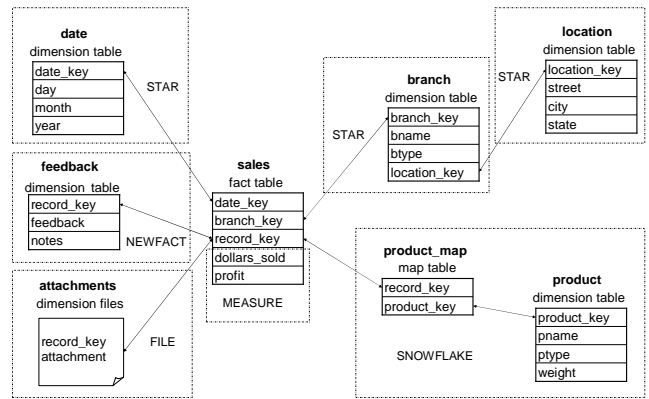 date
dimension table
date_key
day
month
year
STAR
feedback
dimension table
record_key
feedback
notes
NEWFACT
attachments
dimension files
record_key
attachment
FILE
sales
fact table
date_key
branch_key
record_key
dollars_sold
profit
MEASURE
branch
dimension table
branch_key
bname
btype
location_key
STAR
location
dimension table
location_key
street
city
state
STAR
product_map
map table
record_key
product_key
SNOWFLAKE
product
dimension table
product_key
pname
ptype
weight